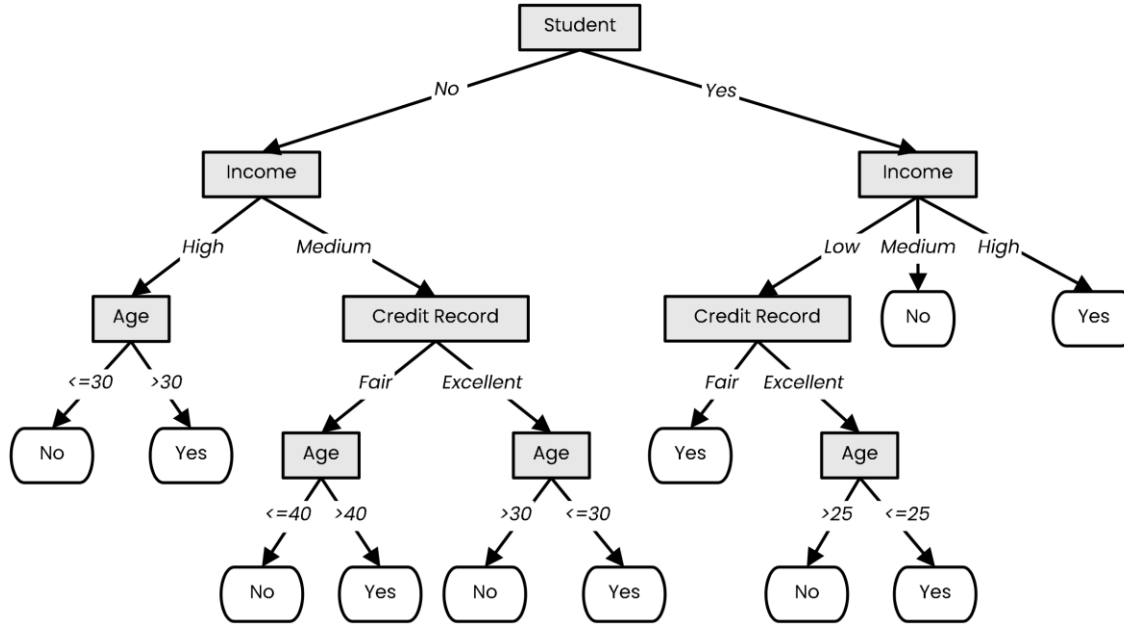 Student
No
Yes
Income
Income
High
Medium
Low
Medium
High
Age
Credit Record
Credit Record
No
Yes
<=30
>30
Fair
Excellent
Fair
Excellent
No
Yes
Age
Age
Yes
Age
<=40
>40
>30
<=30
>25
<=25
No
Yes
No
Yes
No
Yes